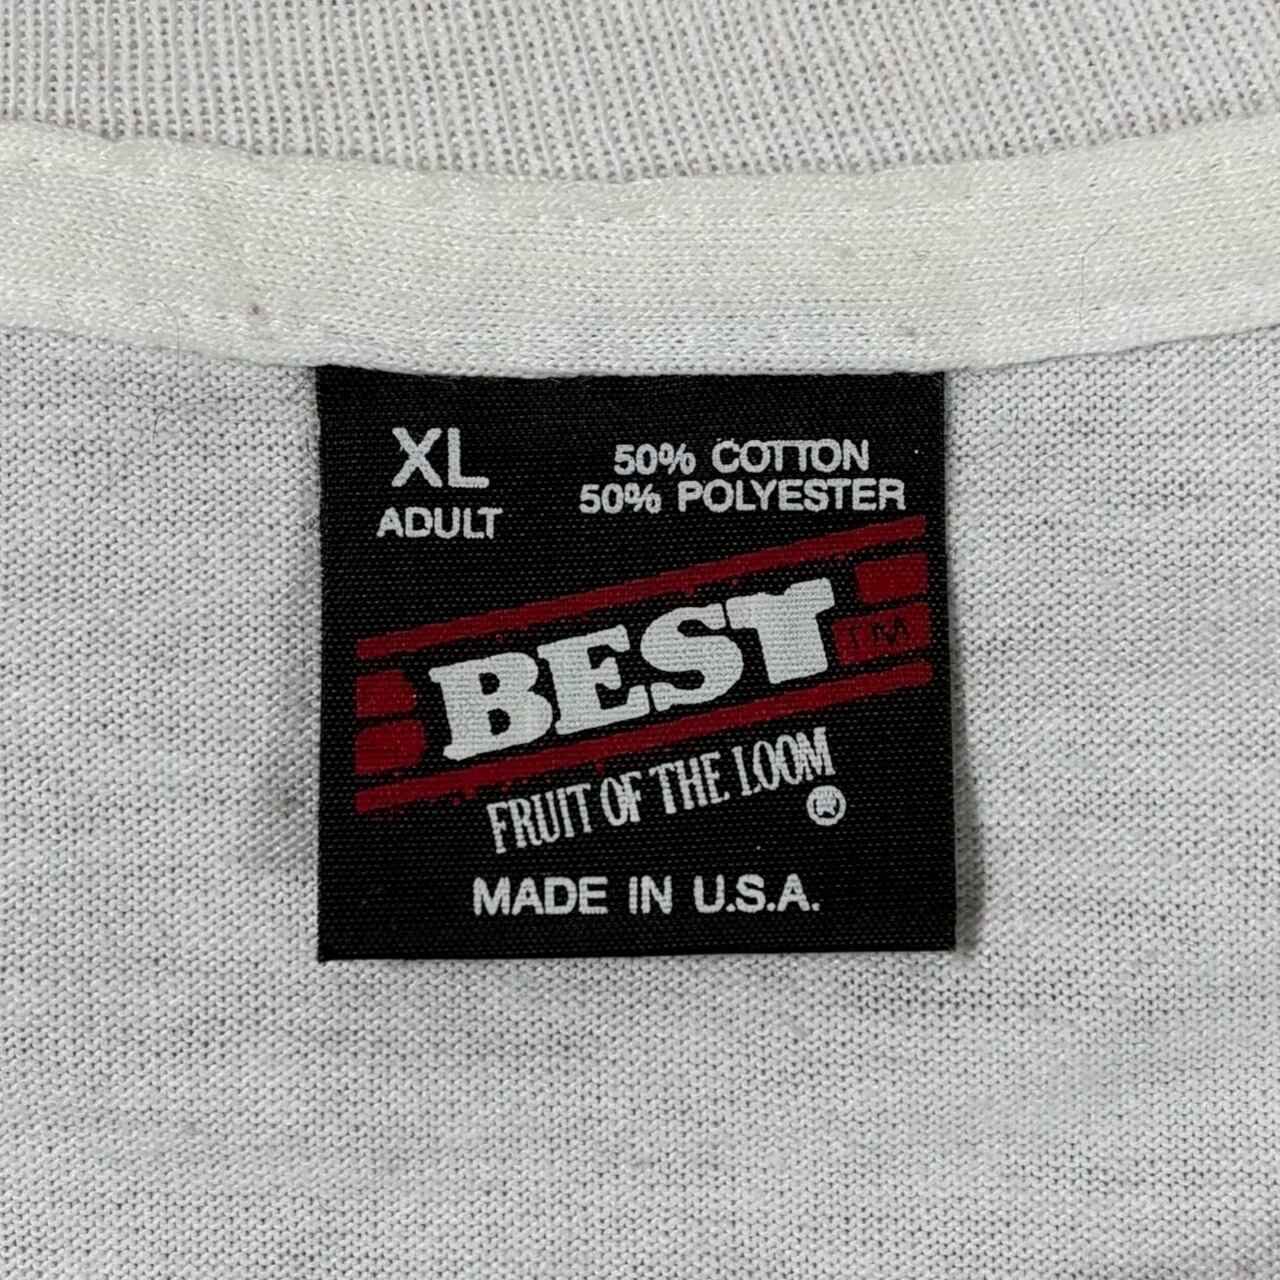 XL
ADULT
50% COTTON
50% POLYESTER
BEST TM
FRUIT OF THE LOOM
®
MADE IN U.S.A.